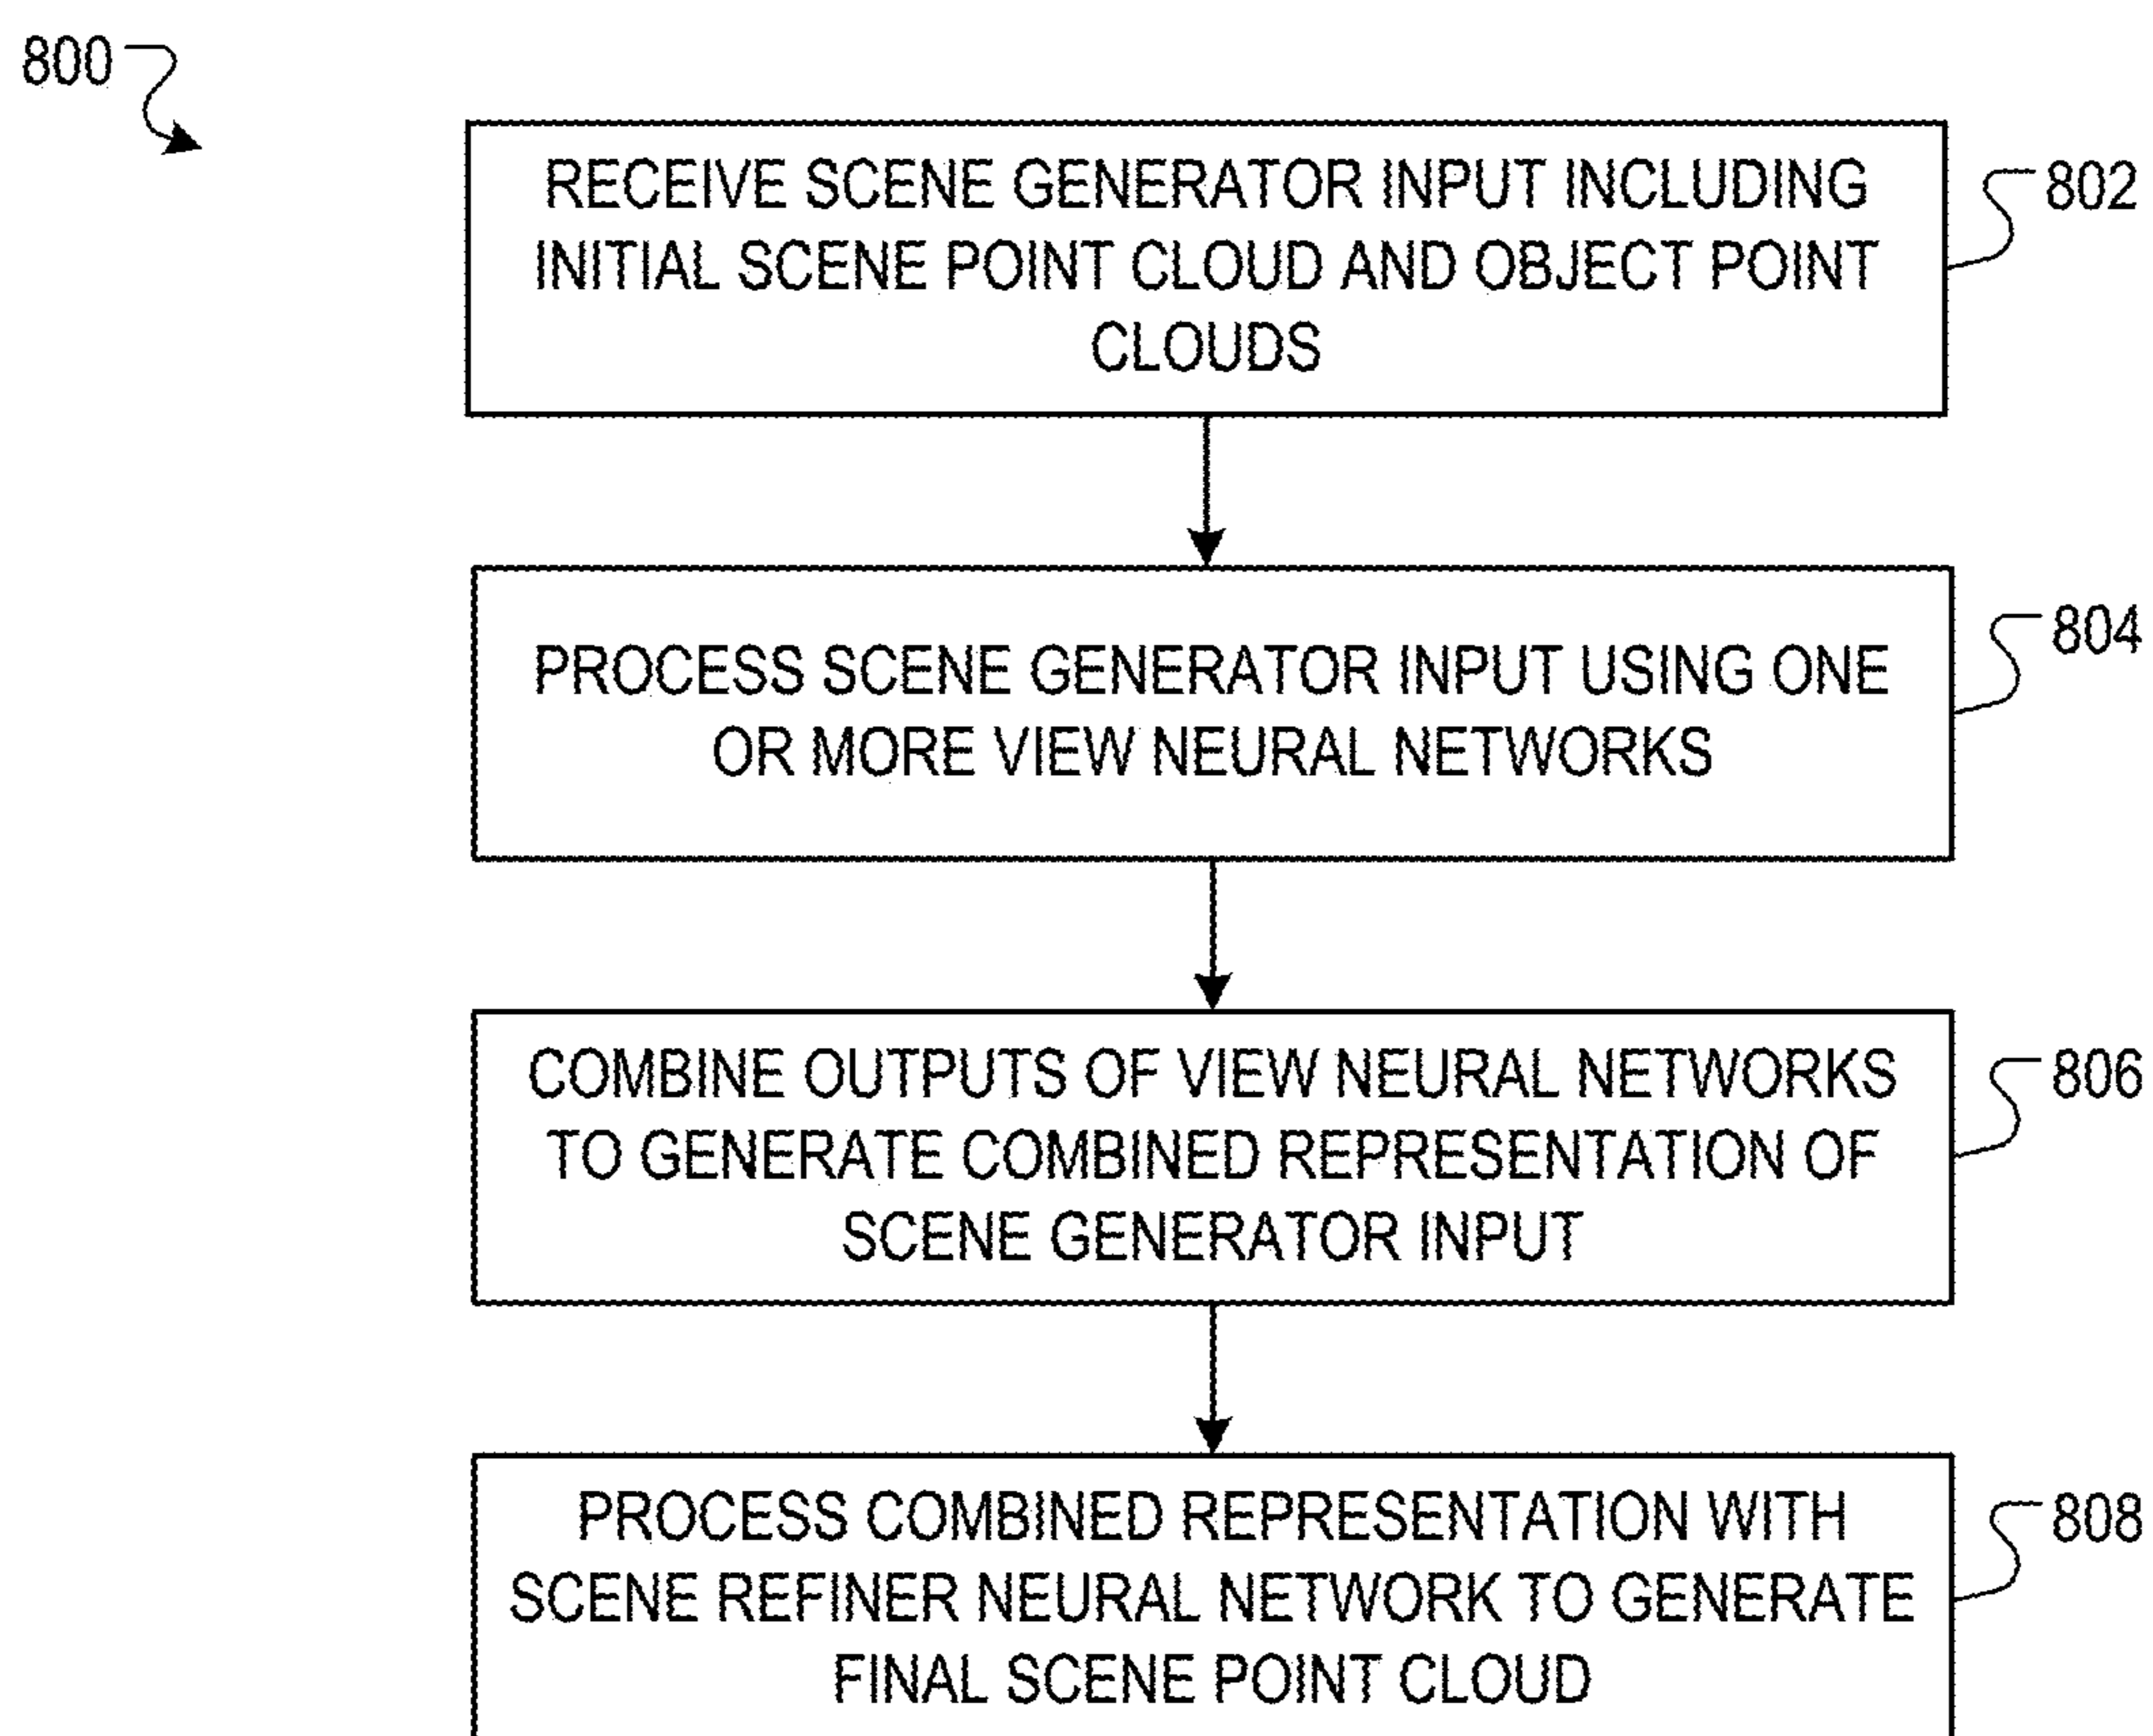 800
RECEIVE SCENE GENERATOR INPUT INCLUDING
INITIAL SCENE POINT CLOUD AND OBJECT POINT
CLOUDS
802
PROCESS SCENE GENERATOR INPUT USING ONE
OR MORE VIEW NEURAL NETWORKS
804
COMBINE OUTPUTS OF VIEW NEURAL NETWORKS
TO GENERATE COMBINED REPRESENTATION OF
SCENE GENERATOR INPUT
806
PROCESS COMBINED REPRESENTATION WITH
SCENE REFINER NEURAL NETWORK TO GENERATE
FINAL SCENE POINT CLOUD
808